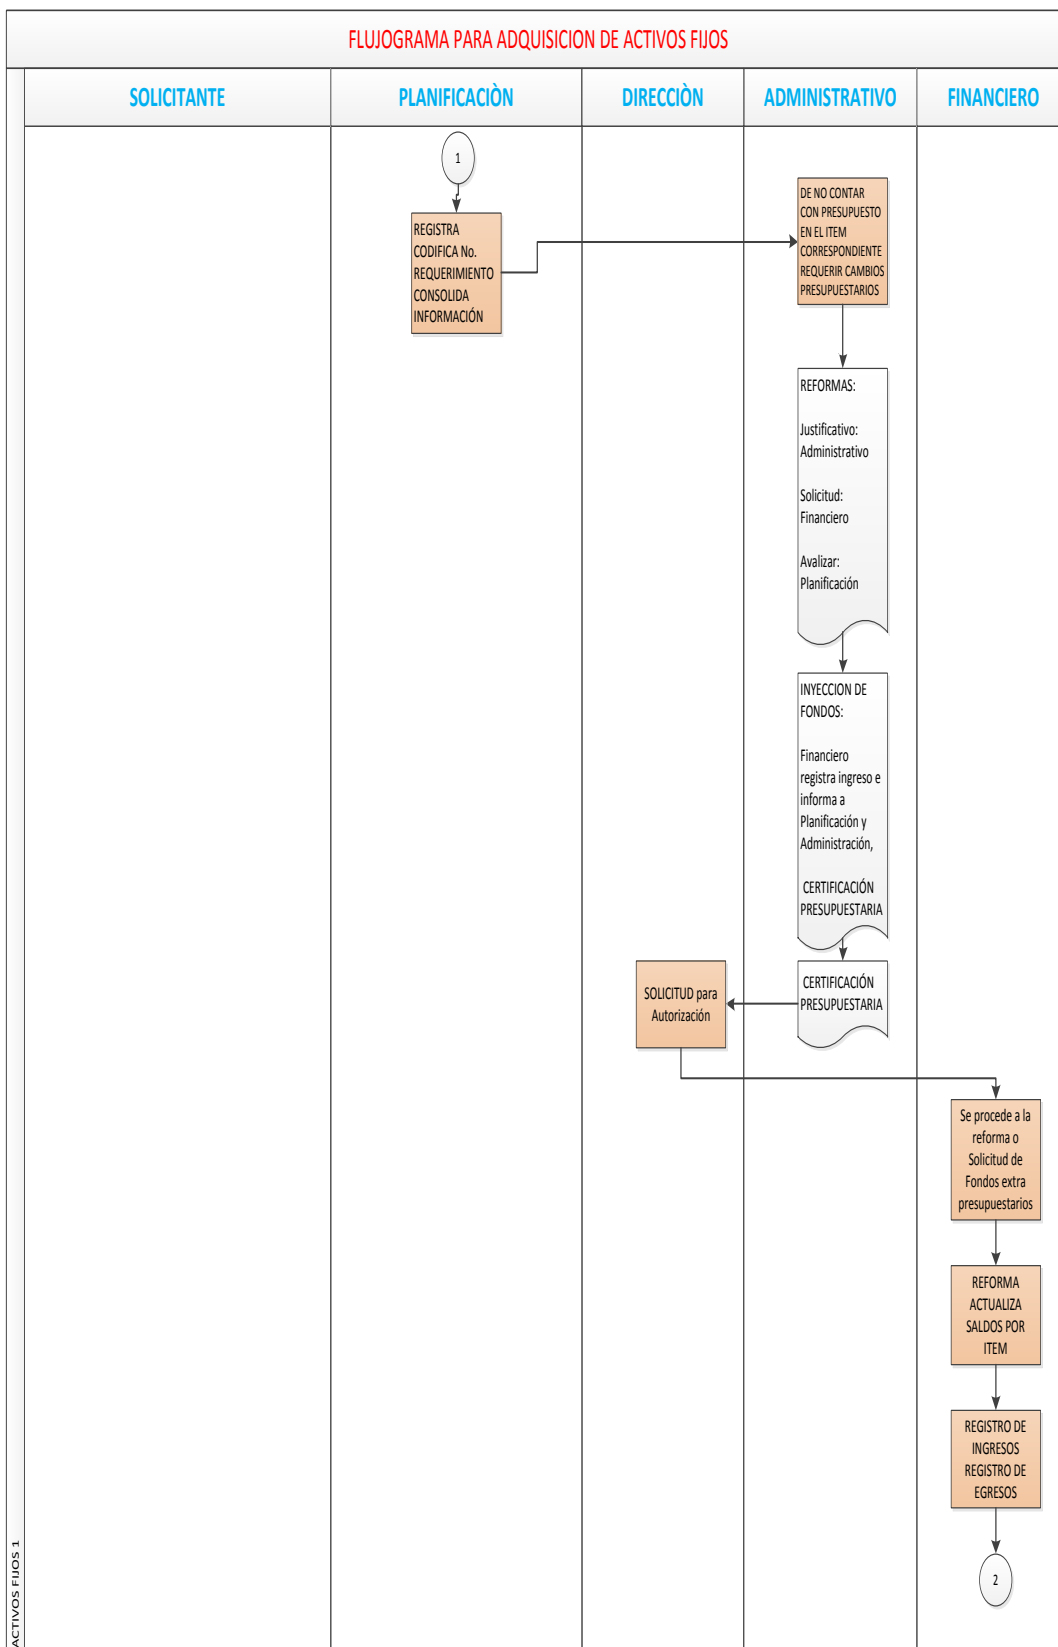 FLUJOGRAMA PARA ADQUISICION DE ACTIVOS FIJOS
SOLICITANTE
PLANIFICACIÒN
DIRECCIÒN
ADMINISTRATIVO
FINANCIERO
1
REGISTRA
CODIFICA No.
REQUERIMIENTO
CONSOLIDA
INFORMACIÓN
DE NO CONTAR
CON PRESUPUESTO
EN EL ITEM
CORRESPONDIENTE
REQUERIR CAMBIOS
PRESUPUESTARIOS
REFORMAS:
Justificativo:
Administrativo
Solicitud:
Financiero
Avalizar:
Planificación
INYECCION DE
FONDOS:
Financiero
registra ingreso e
informa a
Planificación y
Administración,
CERTIFICACIÓN
PRESUPUESTARIA
CERTIFICACIÓN
PRESUPUESTARIA
SOLICITUD para
Autorización
Se procede a la
reforma o
Solicitud de
Fondos extra
presupuestarios
REFORMA
ACTUALIZA
SALDOS POR
ITEM
REGISTRO DE
INGRESOS
REGISTRO DE
EGRESOS
2
ACTIVOS FIJOS 1